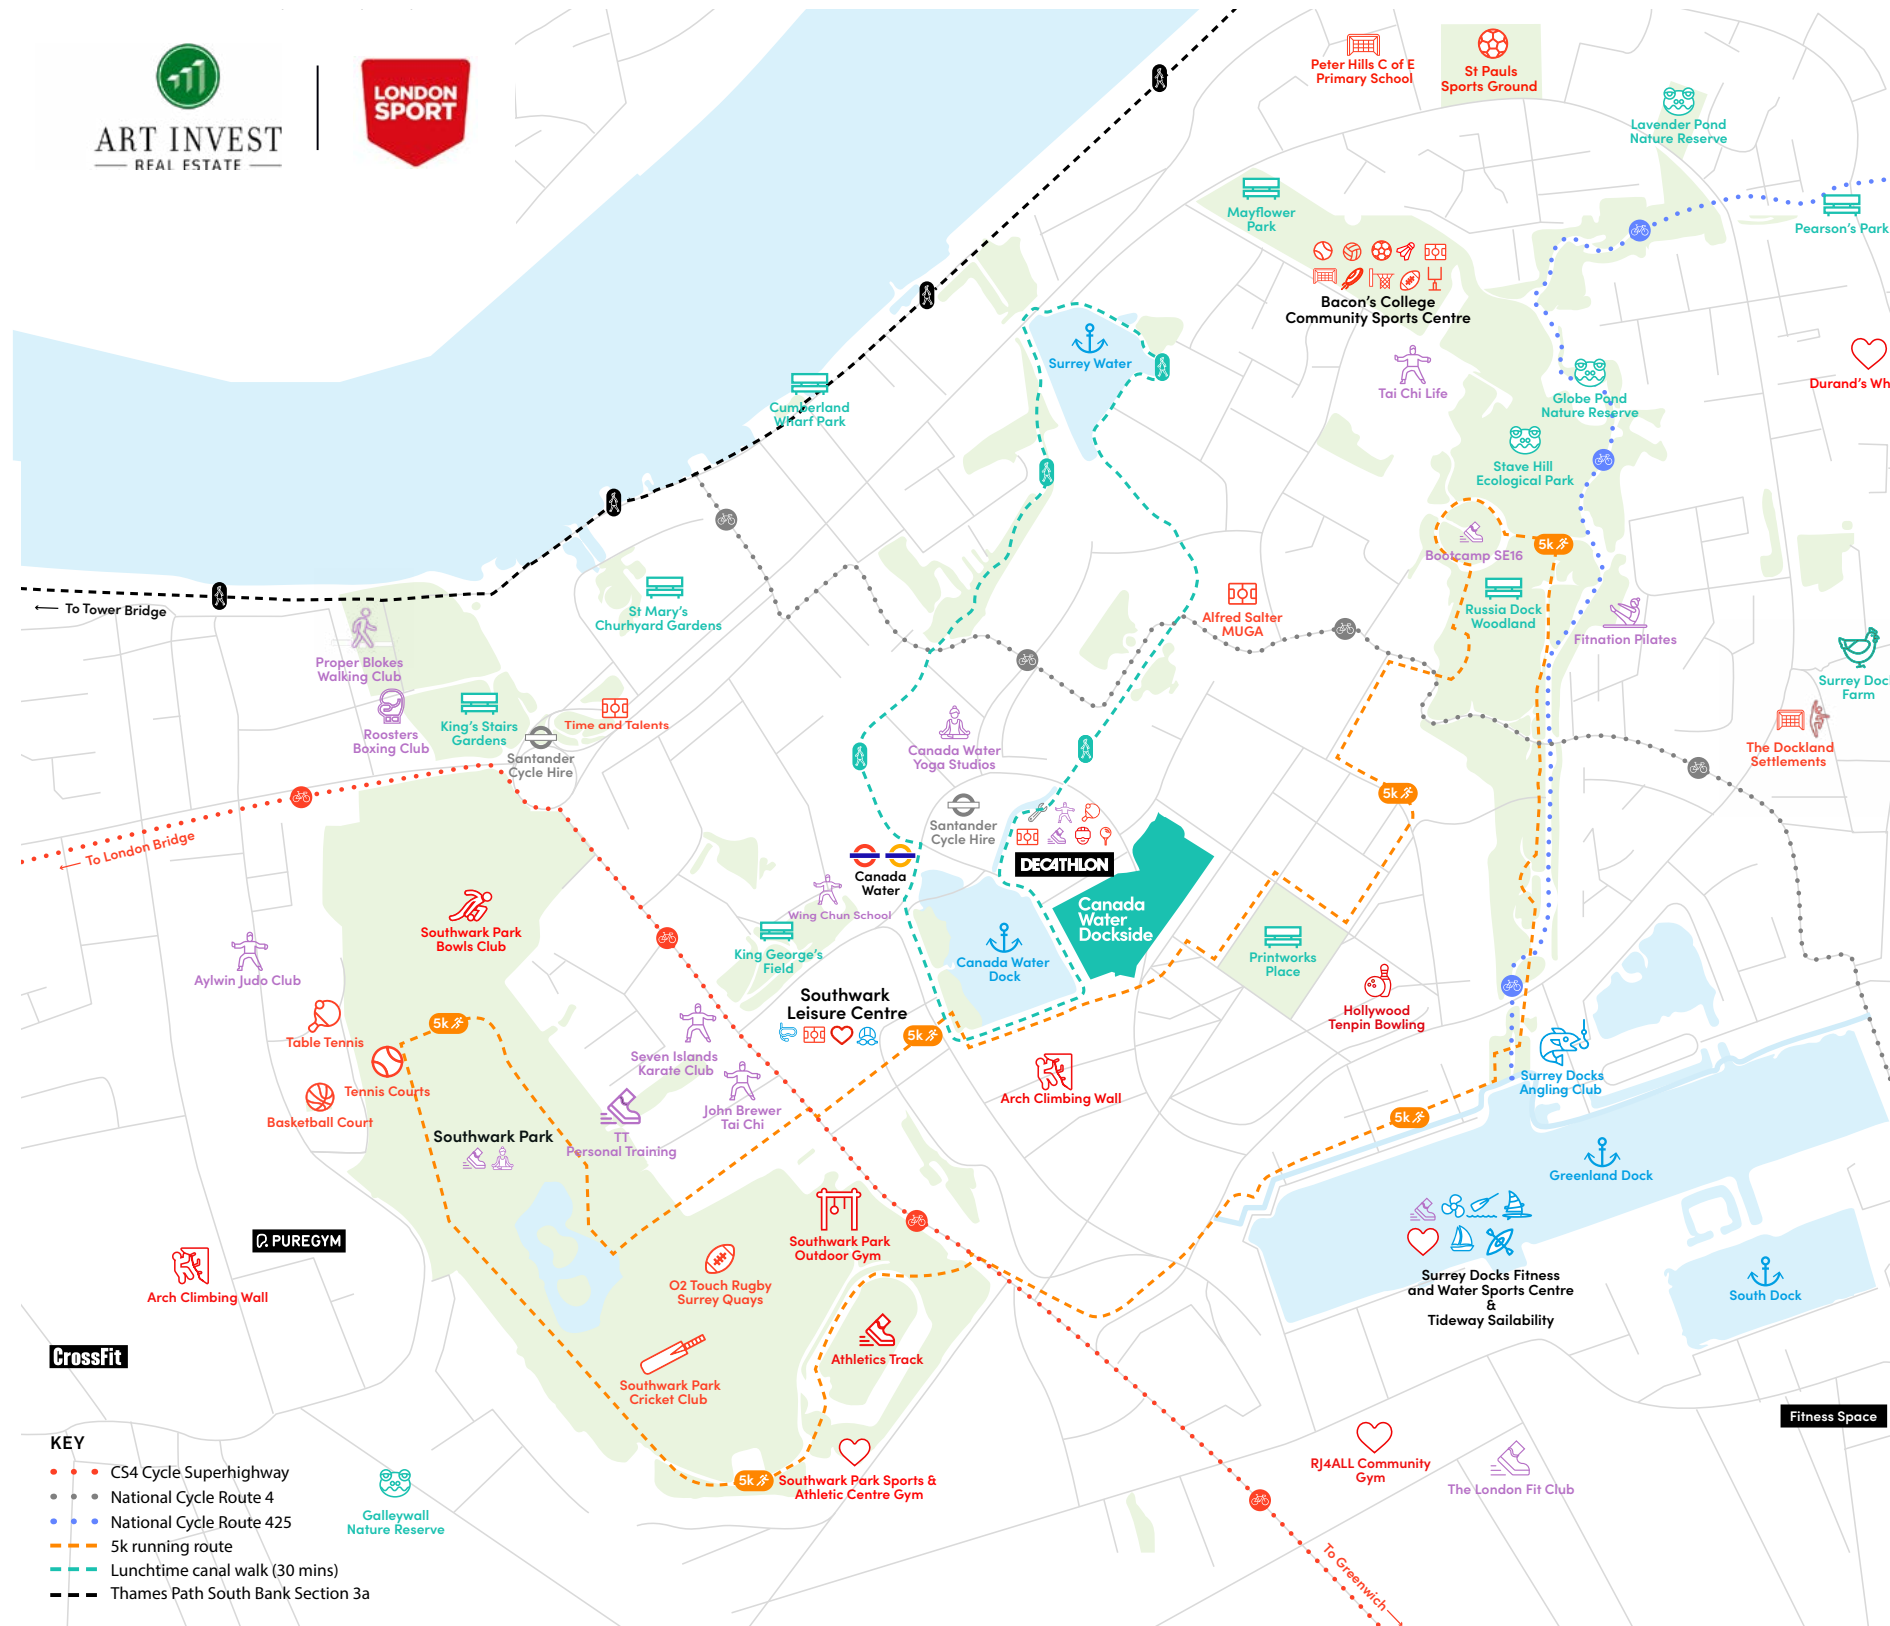 ART INVEST
REAL ESTATE
LONDON
SPORT
Peter Hills C of E
Primary School
St Pauls
Sports Ground
Lavender Pond
Nature Reserve
Mayflower
Park
Pearson's Park
Bacon's College
Community Sports Centre
Surrey Water
Tai Chi Life
Durand's Wh
Globe Pond
Nature Reserve
Cumberland
Wharf Park
Stave Hill
Ecological Park
Bootcamp SE16
5k
To Tower Bridge
St Mary's
Churhyard Gardens
Alfred Salter
MUGA
Russia Dock
Woodland
Fitnation Pilates
Proper Blokes
Walking Club
Surrey Doc
Farm
Roosters
Boxing Club
King's Stairs
Gardens
Time and Talents
Santander
Cycle Hire
Canada Water
Yoga Studios
The Dockland
Settlements
5k
To London Bridge
Santander
Cycle Hire
DECATHLON
Canada
Water
Wing Chun School
Canada
Water
Dockside
Southwark Park
Bowls Club
King George's
Field
Canada Water
Dock
Printworks
Place
Aylwin Judo Club
Southwark
Leisure Centre
Hollywood
Tenpin Bowling
Table Tennis
5k
5k
Seven Islands
Karate Club
Surrey Docks
Angling Club
Tennis Courts
Arch Climbing Wall
Basketball Court
John Brewer
Tai Chi
5k
Southwark Park
TT
Personal Training
Greenland Dock
PUREGYM
Southwark Park
Outdoor Gym
Arch Climbing Wall
O2 Touch Rugby
Surrey Quays
Surrey Docks Fitness
and Water Sports Centre
&
Tideway Sailability
South Dock
CrossFit
Athletics Track
Southwark Park
Cricket Club
Fitness Space
RJ4ALL Community
Gym
The London Fit Club
5k
Southwark Park Sports &
Athletic Centre Gym
Galleywall
Nature Reserve
To Greenwich
KEY
CS4 Cycle Superhighway
National Cycle Route 4
National Cycle Route 425
5k running route
Lunchtime canal walk (30 mins)
Thames Path South Bank Section 3a